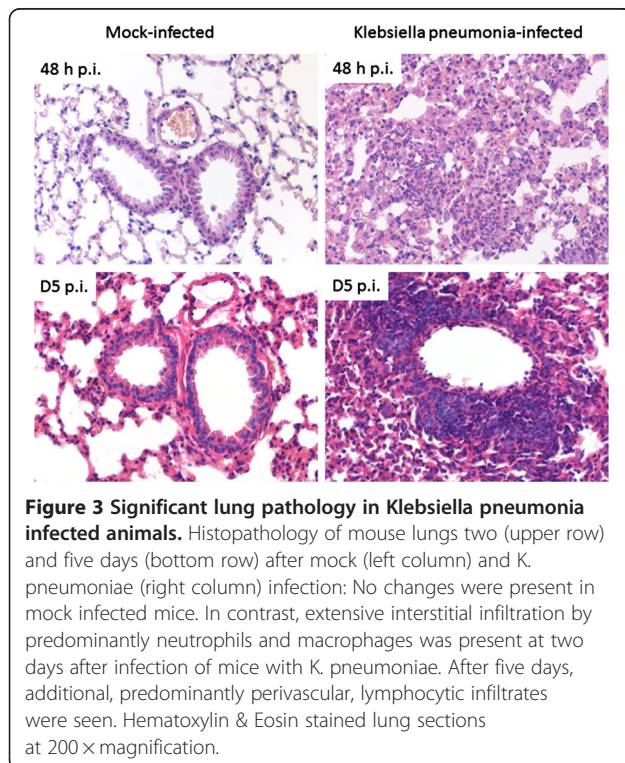 Mock-infected
Klebsiella pneumonia-infected
48 h p.i.
48 h p.i.
D5 p.i.
D5 p.i.
Figure 3 Significant lung pathology in Klebsiella pneumonia
infected animals. Histopathology of mouse lungs two (upper row)
and five days (bottom row) after mock (left column) and K.
pneumoniae (right column) infection: No changes were present in
mock infected mice. In contrast, extensive interstitial infiltration by
predominantly neutrophils and macrophages was present at two
days after infection of mice with K. pneumoniae. After five days,
additional, predominantly perivascular, lymphocytic infiltrates
were seen. Hematoxylin & Eosin stained lung sections
at 200 × magnification.